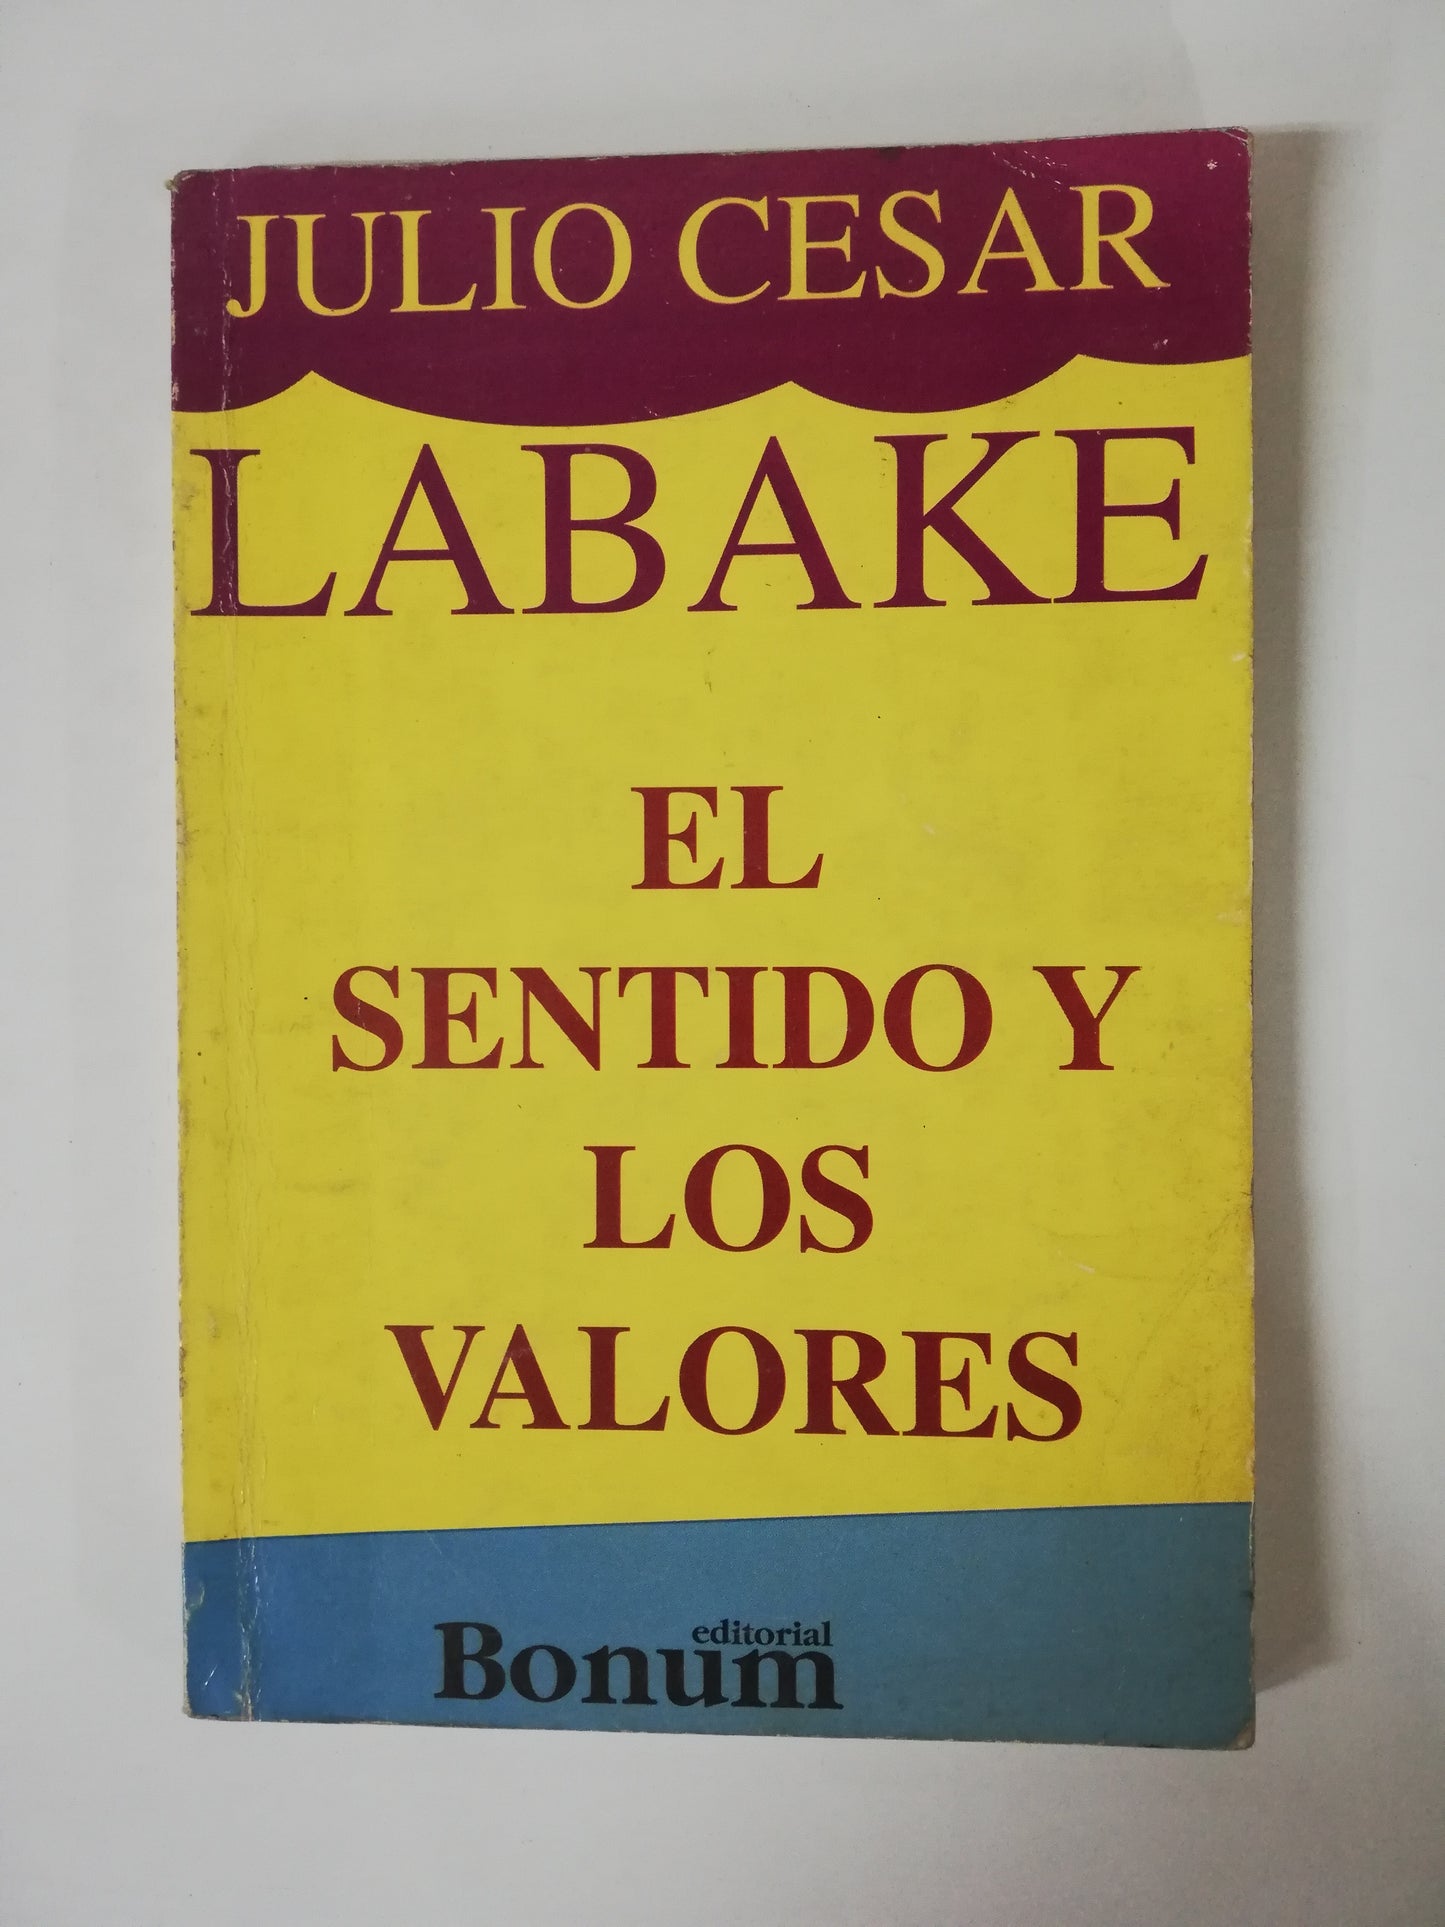 JULIO CESAR
LABAKE
EL
SENTIDO Y
LOS
VALORES
editorial
Bonum